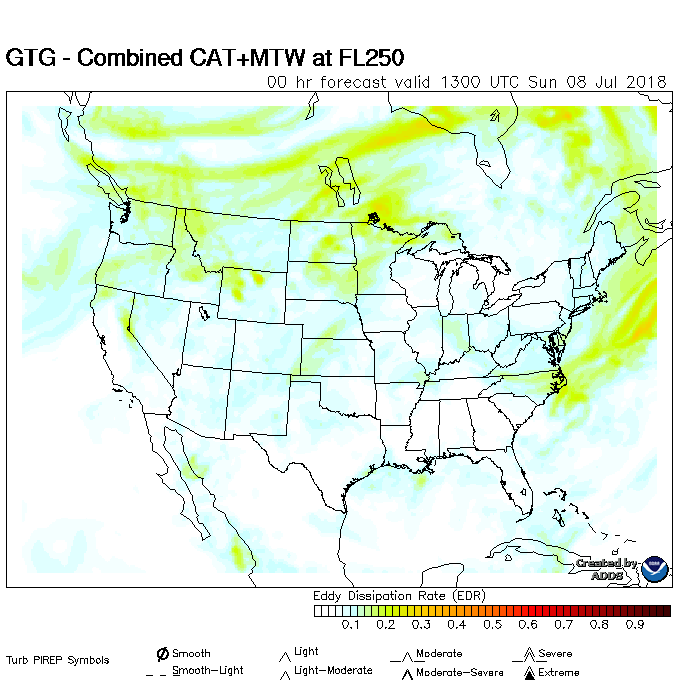 GTG - Combined CAT+MTW at FL250
00 hr forecast valid 1300 UTC Sun 08 Jul 2018
Created by
ADDS
Eddy Dissipation Rate (EDR)
0.1 0.2 0.3 0.4 0.5 0.6 0.7 0.8 0.9
Turb PIREP Symbols
Smooth Light Moderate Severe
Smooth-Light Light-Moderate Moderate-Severe Extreme